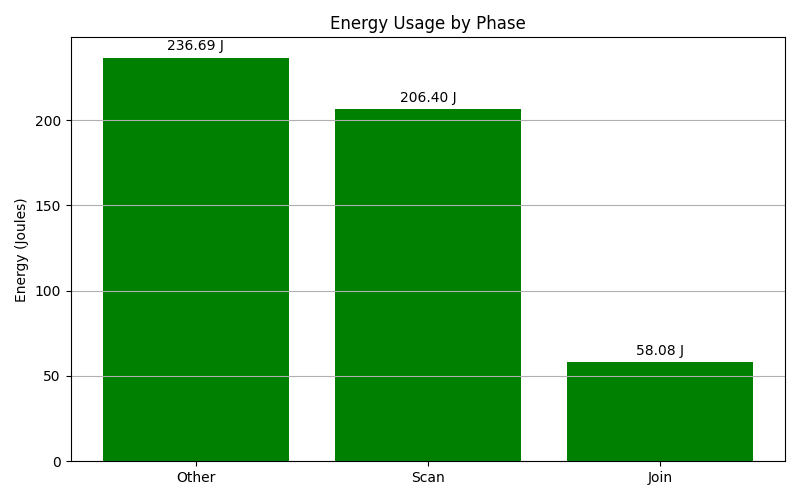 Energy Usage by Phase
236.69 J
206.40 J
58.08 J
Energy (Joules)
200
150
100
50
0
Other
Scan
Join